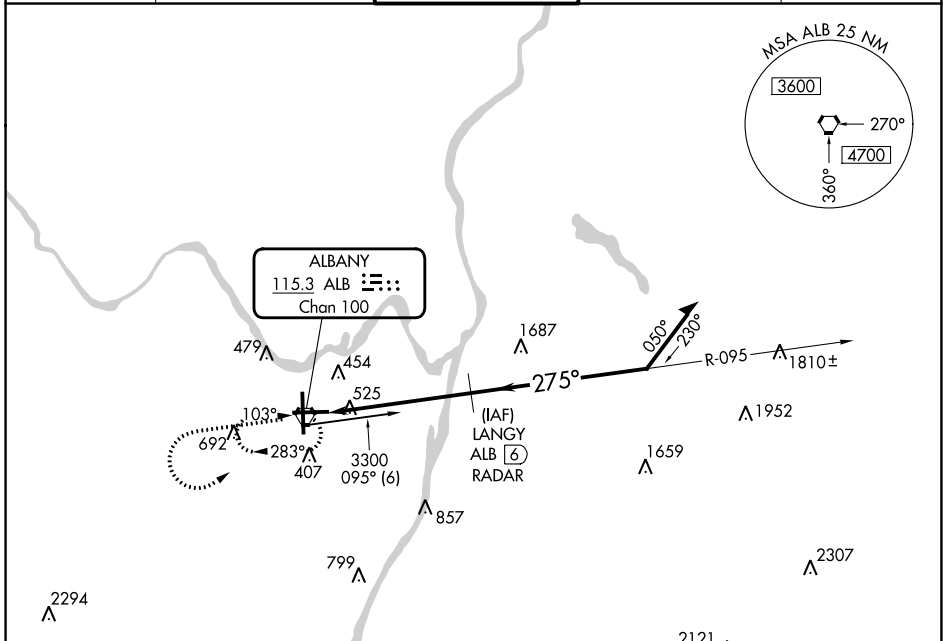 MSA ALB 25 NM
3600
270°
4700
360°
ALBANY
115.3 ALB
Chan 100
479
454
1687
050°
230°
R-095
1810±
275°
525
103°
692
283°
407
3300
095° (6)
(IAF)
LANGY
ALB 6
RADAR
1952
1659
857
799
2307
2294
2121